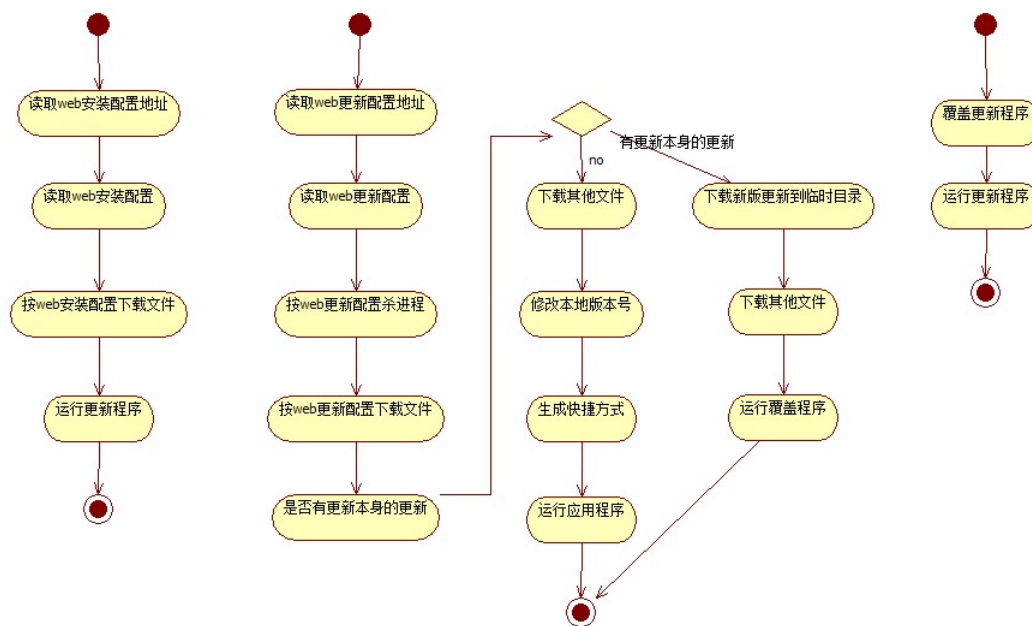 读取web安装配置地址
读取web安装配置
按web安装配置下载文件
运行更新程序
读取web更新配置地址
读取web更新配置
按web更新配置杀进程
按web更新配置下载文件
是否有更新本身的更新
有更新本身的更新
no
下载其他文件
修改本地版本号
生成快捷方式
运行应用程序
下载新版更新到临时目录
下载其他文件
运行覆盖程序
覆盖更新程序
运行更新程序